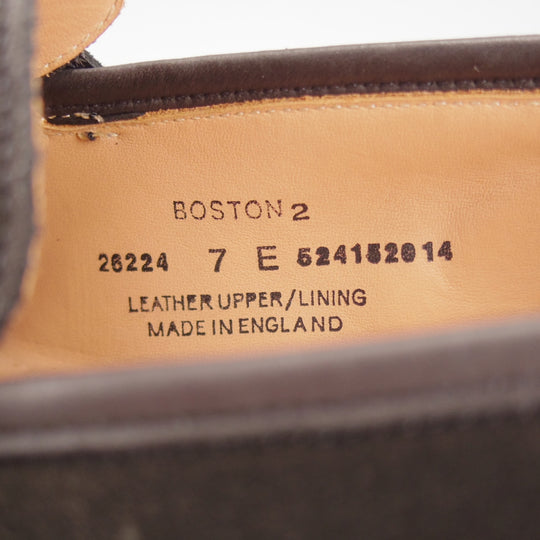 BOSTON 2
26224 7 E 524152014
LEATHER UPPER/LINING
MADE IN ENGLAND